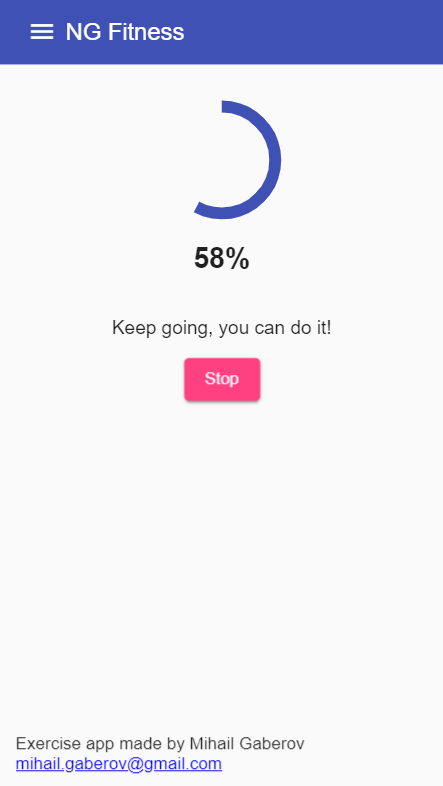 NG Fitness
58%
Keep going, you can do it!
Stop
Exercise app made by Mihail Gaberov
mihail.gaberov@gmail.com